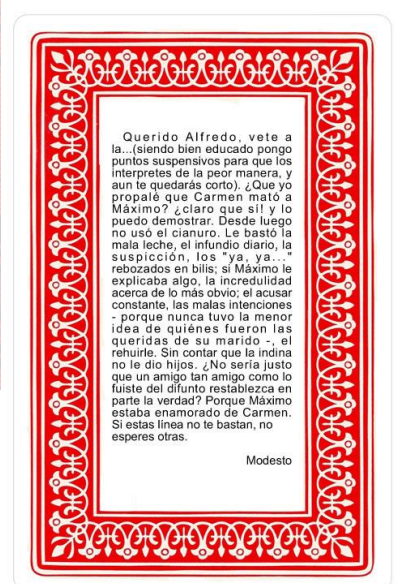 Querido Alfredo, vete a
la...(siendo bien educado pongo
puntos suspensivos para que los
interpretes de la peor manera, y
aun te quedarás corto). ¿Que yo
propalé que Carmen mató a
Máximo? ¿claro que sí! y lo
puedo demostrar. Desde luego
no usó el cianuro. Le bastó la
mala leche, el infundio diario, la
suspicción, los "ya, ya..."
rebozados en bilis; sí Máximo le
explicaba algo, la incredulidad
acerca de lo más obvio; el acusar
constante, las malas intenciones
- porque nunca tuvo la menor
idea de quiénes fueron las
queridas de su marido -, el
rehuirle. Sin contar que la indina
no le dio hijos. ¿No sería justo
que un amigo tan amigo como lo
fuiste del difunto restablezca en
parte la verdad? Porque Máximo
estaba enamorado de Carmen.
Si estas línea no te bastan, no
esperes otras.
Modesto